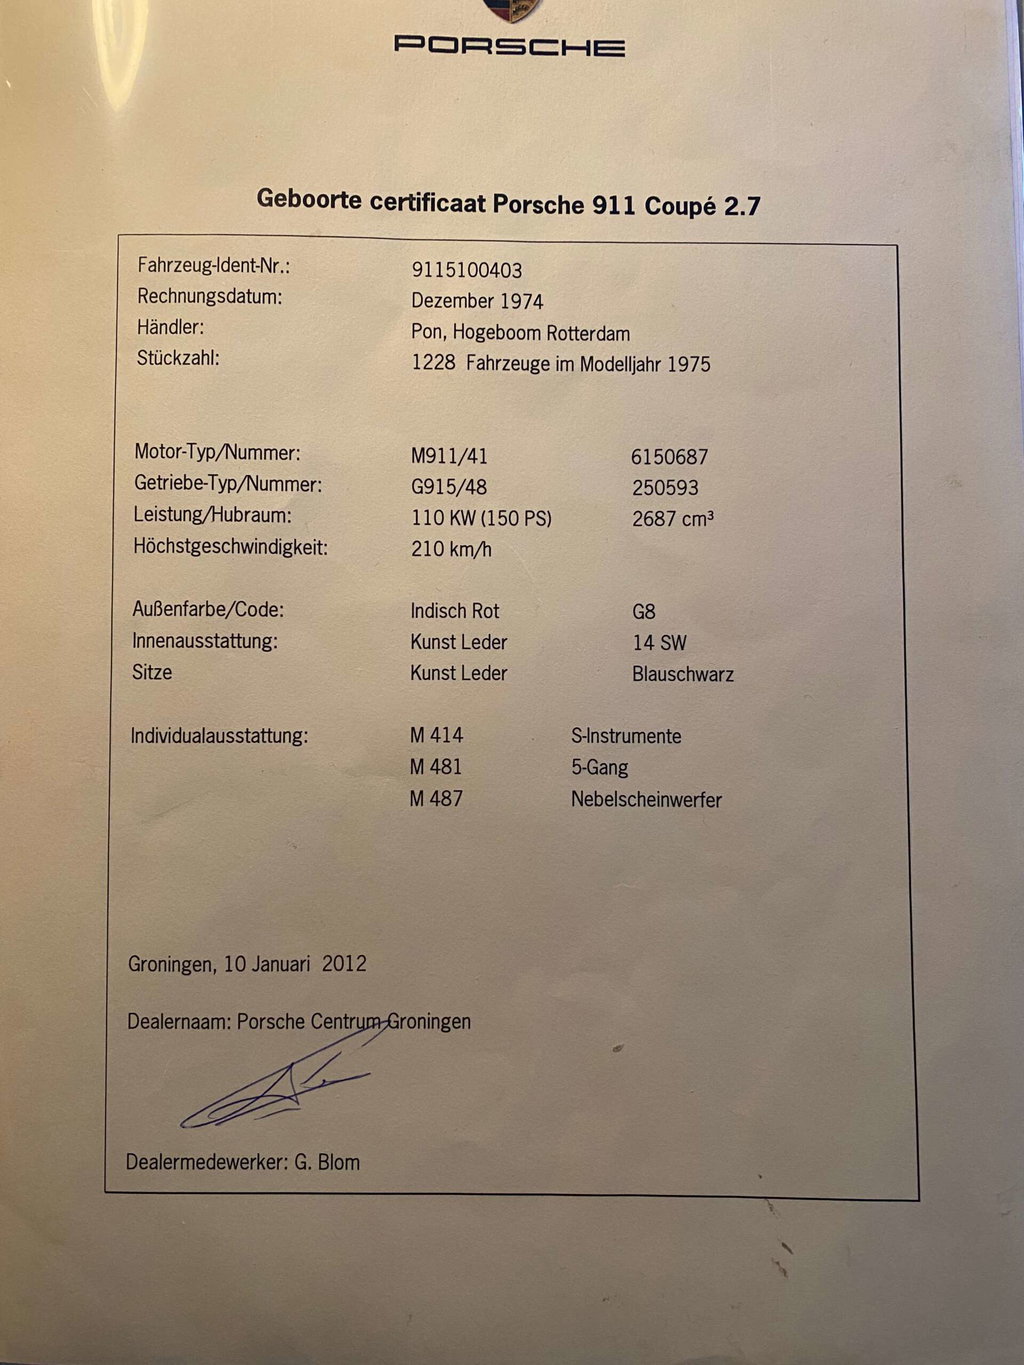 PORSCHE
Geboorte certificaat Porsche 911 Coupé 2.7
Fahrzeug-Ident-Nr.: 9115100403
Rechnungsdatum: Dezember 1974
Händler: Pon, Hogeboom Rotterdam
Stückzahl: 1228 Fahrzeuge im Modelljahr 1975
Motor-Typ/Nummer: M911/41 6150687
Getriebe-Typ/Nummer: G915/48 250593
Leistung/Hubraum: 110 KW (150 PS) 2687 cm³
Höchstgeschwindigkeit: 210 km/h
Außenfarbe/Code: Indisch Rot G8
Innenausstattung: Kunst Leder 14 SW
Sitze Kunst Leder Blauschwarz
Individualausstattung: M 414 S-Instrumente
M 481 5-Gang
M 487 Nebelscheinwerfer
Groningen, 10 Januari 2012
Dealernaam: Porsche Centrum Groningen
Dealermedewerker: G. Blom